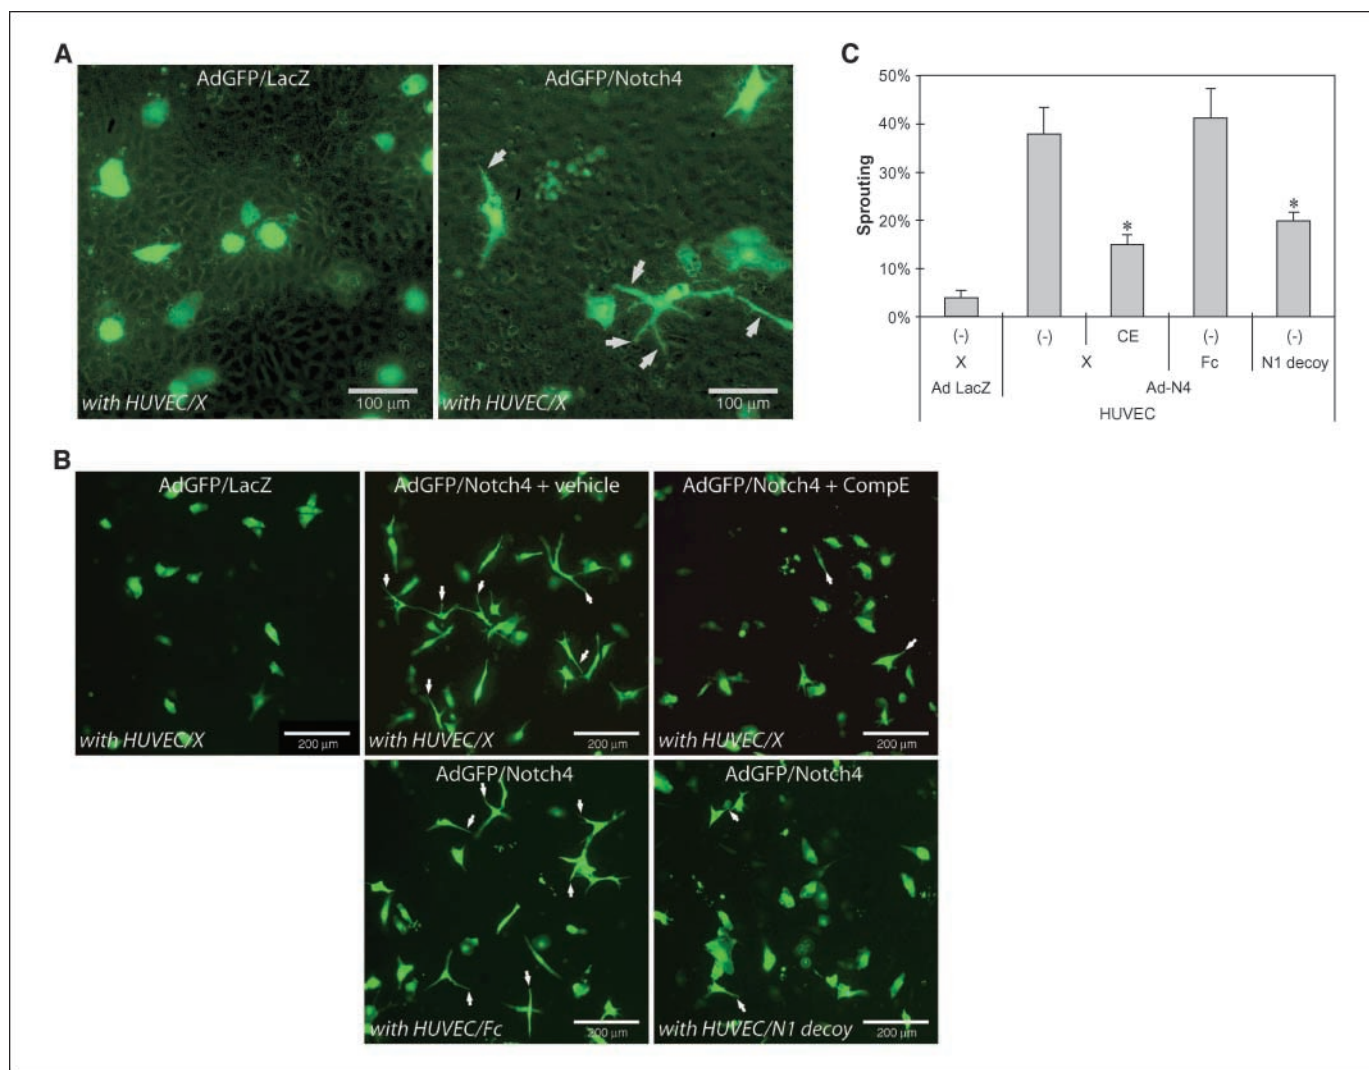 A
AdGFP/LacZ
AdGFP/Notch4
with HUVEC/X
100 µm
with HUVEC/X
100 µm
C
50%
40%
30%
20%
10%
0%
Sprouting
*
*
(-)
(-)
CE
(-)
(-)
X
X
Fc
N1 decoy
Ad LacZ
Ad-N4
HUVEC
B
AdGFP/LacZ
AdGFP/Notch4 + vehicle
AdGFP/Notch4 + CompE
with HUVEC/X
200 µm
with HUVEC/X
200 µm
with HUVEC/X
200 µm
AdGFP/Notch4
AdGFP/Notch4
with HUVEC/Fc
200 µm
with HUVEC/N1 decoy
200 µm